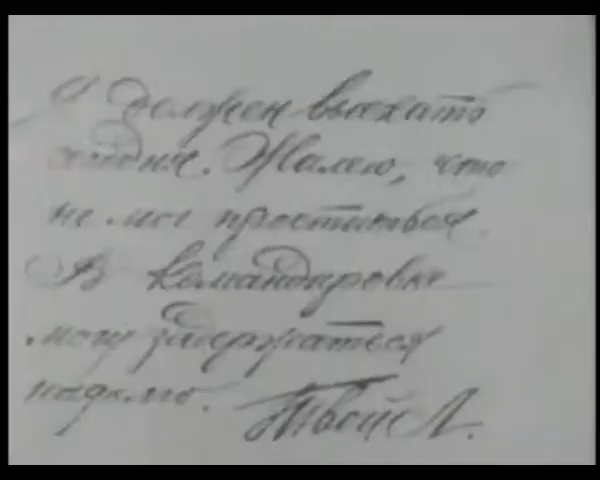 Я должен выехать
сегодня. Жалею, что
не мог проститься.
В командировке
могу задержаться
надолго. Твой Л.